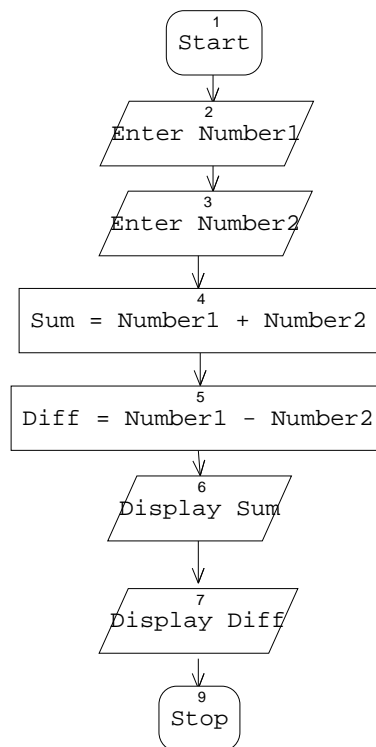 1
Start
2
Enter Number1
3
Enter Number2
4
Sum = Number1 + Number2
5
Diff = Number1 - Number2
6
Display Sum
7
Display Diff
9
Stop